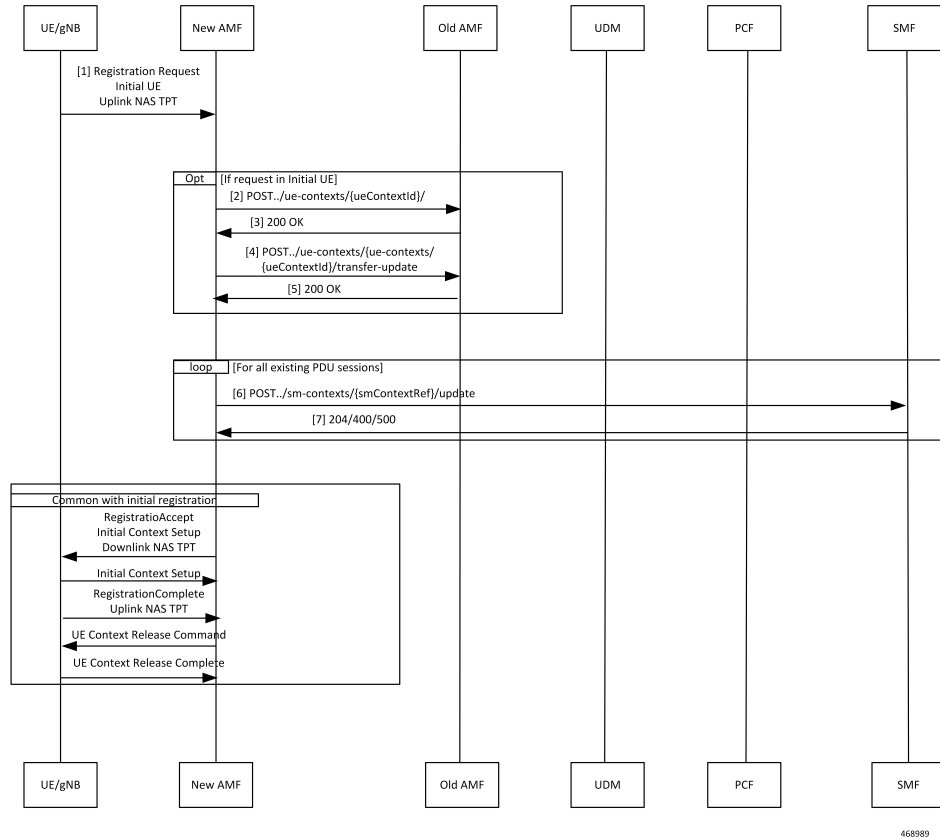 UE/gNB
New AMF
Old AMF
UDM
PCF
SMF
[1] Registration Request
Initial UE
Uplink NAS TPT
Opt
[If request in Initial UE]
[2] POST../ue-contexts/{ueContextId}/
[3] 200 OK
[4] POST../ue-contexts/{ue-contexts/
{ueContextId}/transfer-update
[5] 200 OK
loop
[For all existing PDU sessions]
[6] POST../sm-contexts/{smContextRef}/update
[7] 204/400/500
Common with initial registration
RegistratioAccept
Initial Context Setup
Downlink NAS TPT
Initial Context Setup
RegistrationComplete
Uplink NAS TPT
UE Context Release Command
UE Context Release Complete
UE/gNB
New AMF
Old AMF
UDM
PCF
SMF
468989